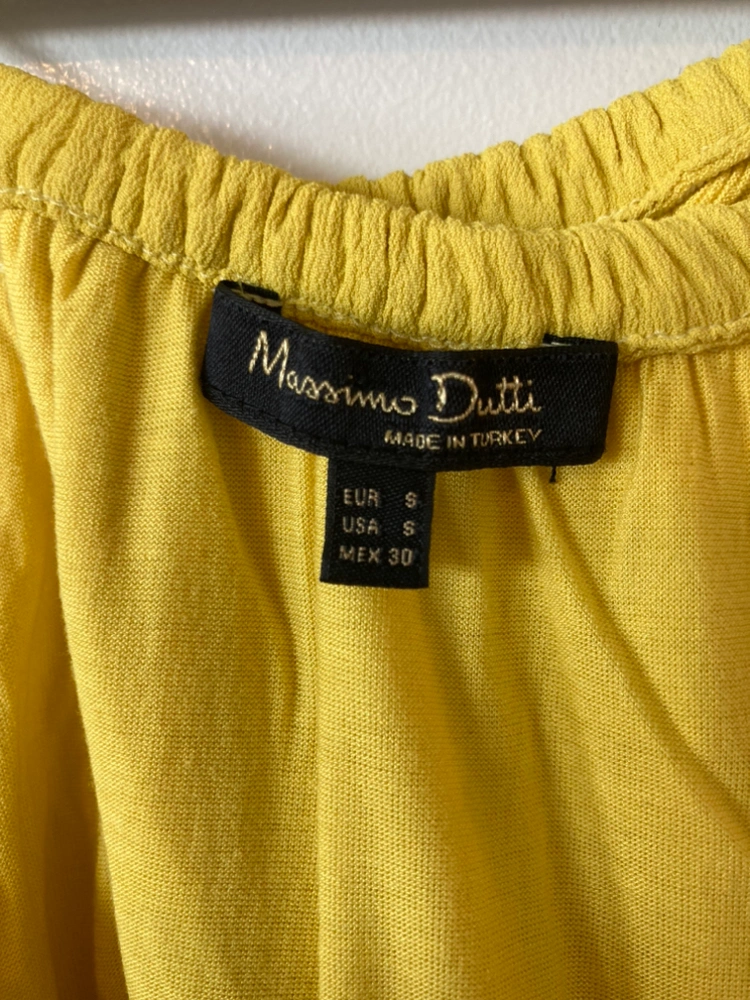 Massimo Dutti
MADE IN TURKEY
EUR S
USA S
MEX 30